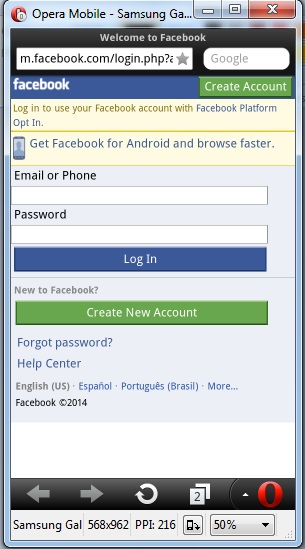 Opera Mobile - Samsung Ga...
Welcome to Facebook
m.facebook.com/login.php?a
Google
facebook
Create Account
Log in to use your Facebook account with Facebook Platform
Opt In.
Get Facebook for Android and browse faster.
Email or Phone
Password
Log In
New to Facebook?
Create New Account
Forgot password?
Help Center
English (US) · Español · Português (Brasil) · More...
Facebook ©2014
2
Samsung Gal 568x962 PPI: 216 50%